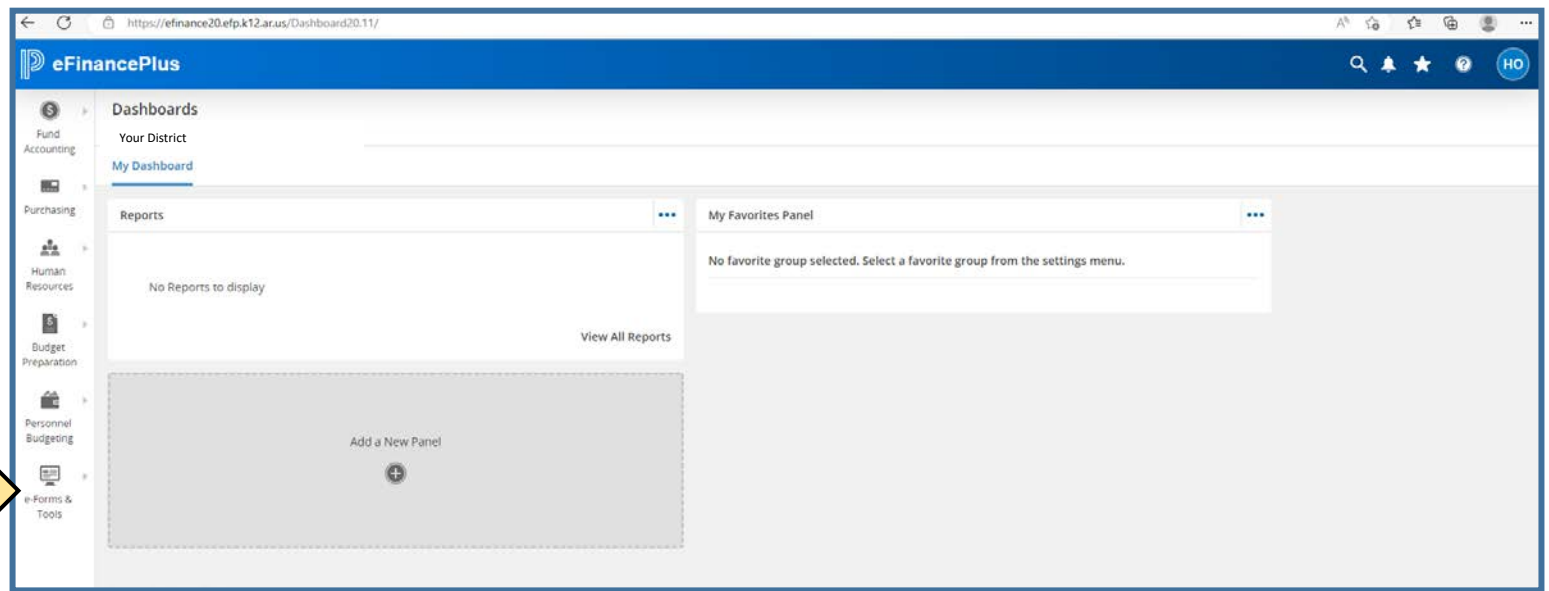 https://efinance20.efp.k12.ar.us/Dashboard20.11/
eFinancePlus
HO
Fund
Accounting
Purchasing
Human
Resources
Budget
Preparation
Personnel
Budgeting
e-Forms &
Tools
Dashboards
Your District
My Dashboard
Reports
No Reports to display
View All Reports
Add a New Panel
My Favorites Panel
No favorite group selected. Select a favorite group from the settings menu.